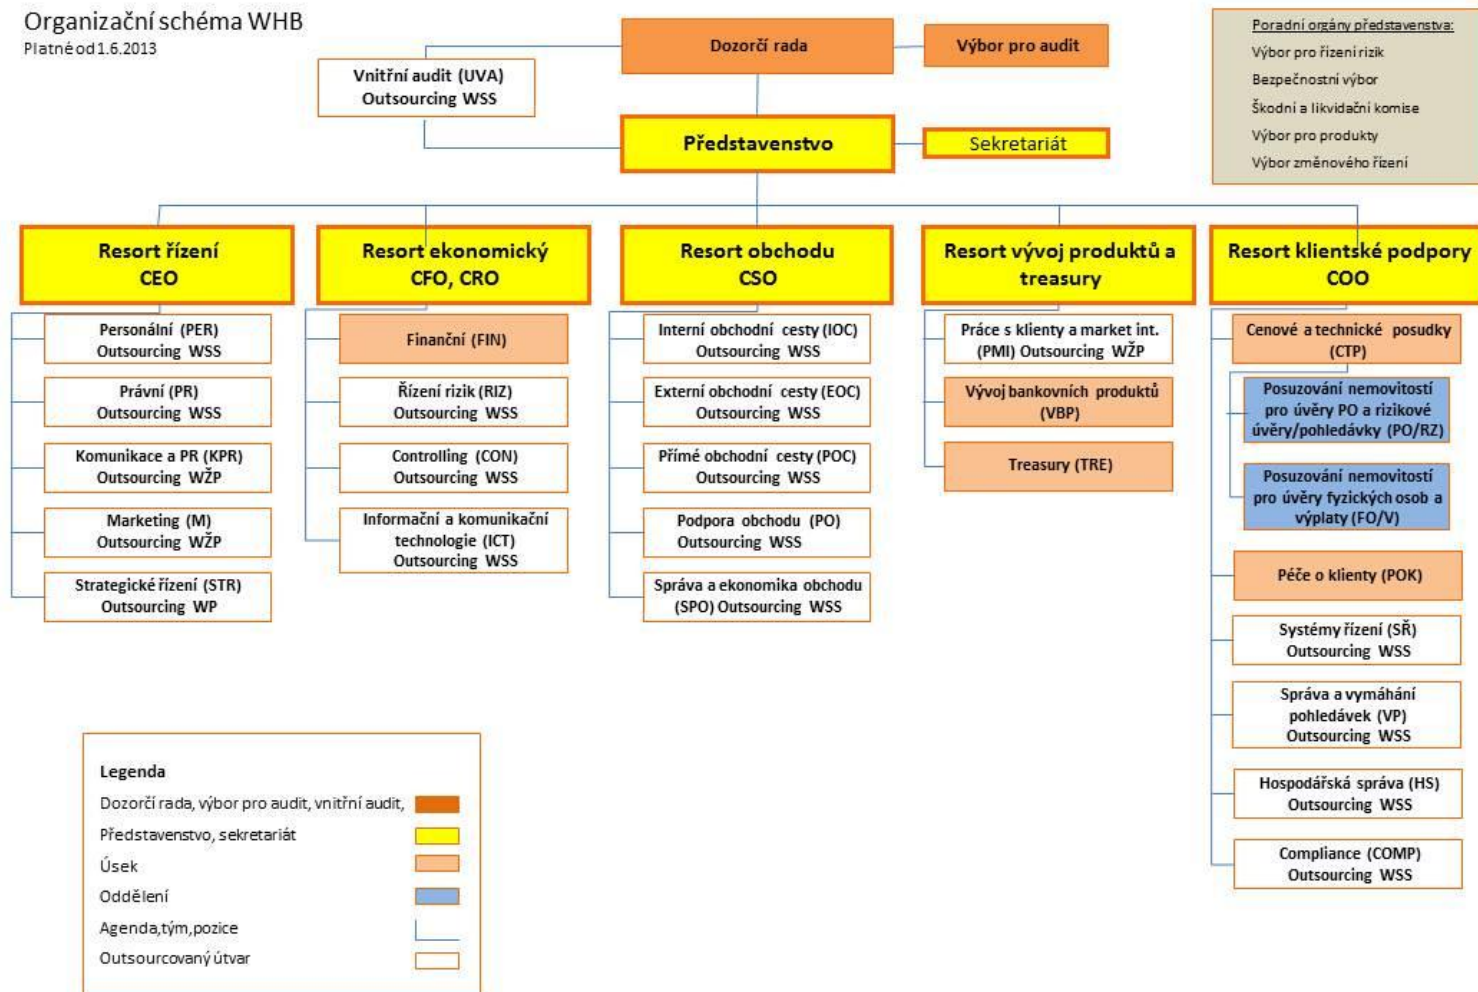 Organizační schéma WHB
Platné od 1.6.2013
Dozorčí rada
Výbor pro audit
Vnitřní audit (UVA)
Outsourcing WSS
Představenstvo
Sekretariát
Poradní orgány představenstva:
Výbor pro řízení rizik
Bezpečnostní výbor
Škodní a likvidační komise
Výbor pro produkty
Výbor změnového řízení
Resort řízení
CEO
Personální (PER)
Outsourcing WSS
Právní (PR)
Outsourcing WSS
Komunikace a PR (KPR)
Outsourcing WŽP
Marketing (M)
Outsourcing WŽP
Strategické řízení (STR)
Outsourcing WP
Resort ekonomický
CFO, CRO
Finanční (FIN)
Řízení rizik (RIZ)
Outsourcing WSS
Controlling (CON)
Outsourcing WSS
Informační a komunikační
technologie (ICT)
Outsourcing WSS
Resort obchodu
CSO
Interní obchodní cesty (IOC)
Outsourcing WSS
Externí obchodní cesty (EOC)
Outsourcing WSS
Přímé obchodní cesty (POC)
Outsourcing WSS
Podpora obchodu (PO)
Outsourcing WSS
Správa a ekonomika obchodu
(SPO) Outsourcing WSS
Resort vývoj produktů a
treasury
Práce s klienty a market int.
(PMI) Outsourcing WŽP
Vývoj bankovních produktů
(VBP)
Treasury (TRE)
Resort klientské podpory
COO
Cenové a technické posudky
(CTP)
Posuzování nemovitostí
pro úvěry PO a rizikové
úvěry/pohledávky (PO/RZ)
Posuzování nemovitostí
pro úvěry fyzických osob a
výplaty (FO/V)
Péče o klienty (POK)
Systémy řízení (SŘ)
Outsourcing WSS
Správa a vymáhání
pohledávek (VP)
Outsourcing WSS
Hospodářská správa (HS)
Outsourcing WSS
Compliance (COMP)
Outsourcing WSS
Legenda
Dozorčí rada, výbor pro audit, vnitřní audit,
Představenstvo, sekretariát
Úsek
Oddělení
Agenda,tým,pozice
Outsourcovaný útvar